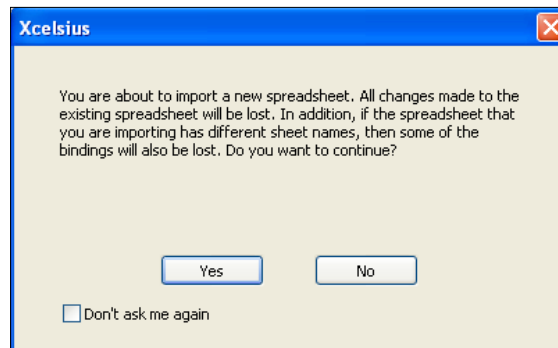 Xcelsius
You are about to import a new spreadsheet. All changes made to the
existing spreadsheet will be lost. In addition, if the spreadsheet that
you are importing has different sheet names, then some of the
bindings will also be lost. Do you want to continue?
Yes No
Don't ask me again